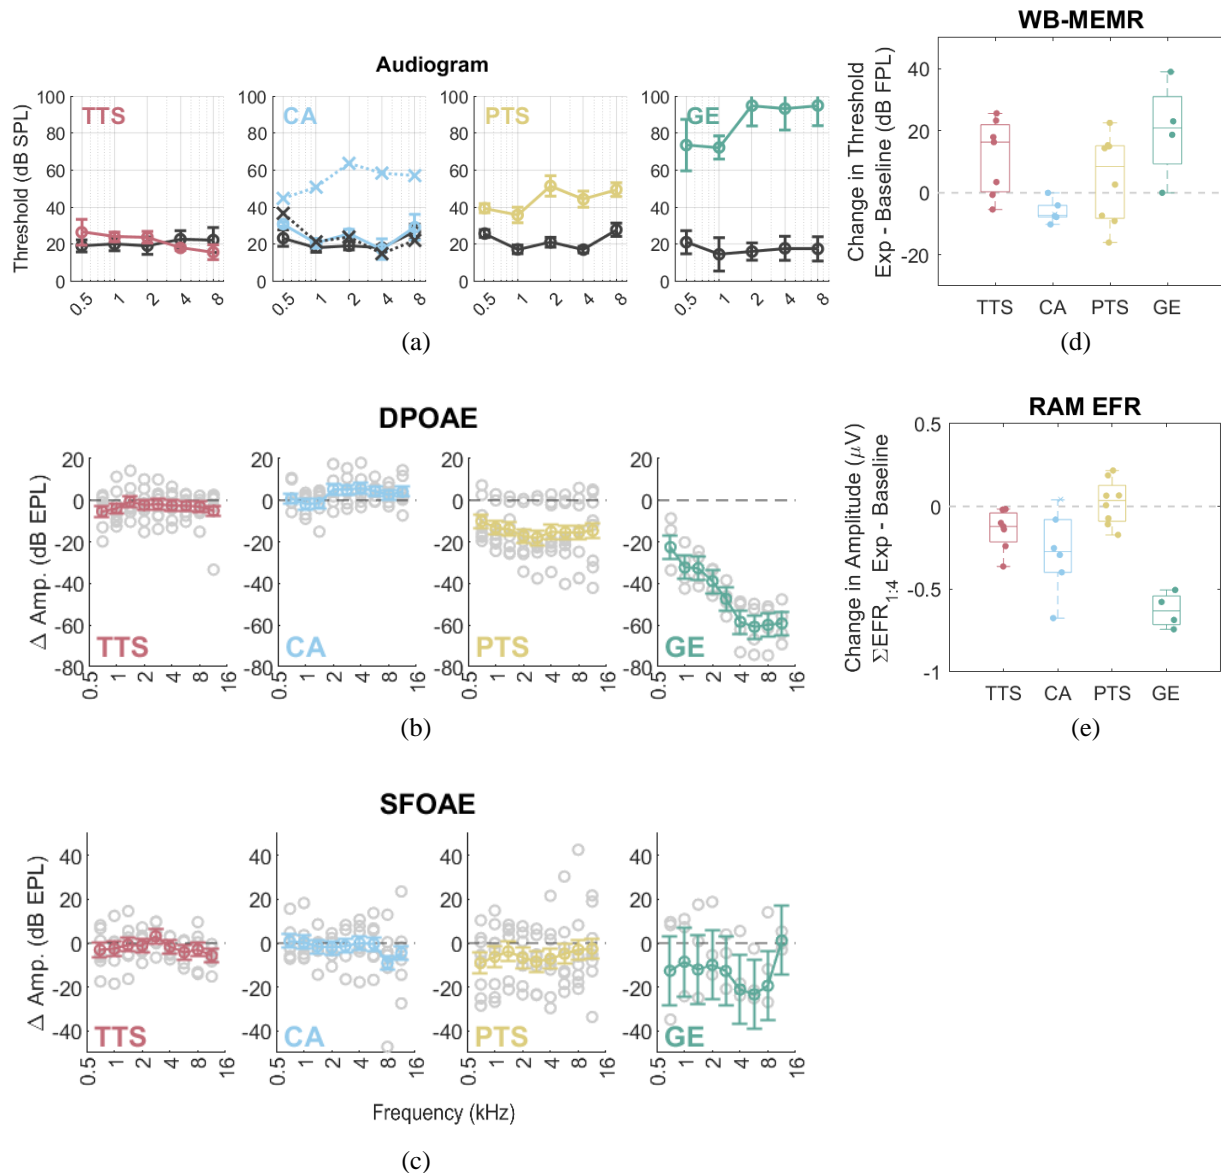 Audiogram
Threshold (dB SPL)
100
80
60
40
20
0
TTS
0.5 1 2 4 8
100
80
60
40
20
0
CA
0.5 1 2 4 8
100
80
60
40
20
0
PTS
0.5 1 2 4 8
100
80
60
40
20
0
GE
0.5 1 2 4 8
(a)
WB-MEMR
Change in Threshold
Exp - Baseline (dB FPL)
40
20
0
-20
TTS CA PTS GE
(d)
DPOAE
Δ Amp. (dB EPL)
20
0
-20
-40
-60
-80
TTS
0.5 1 2 4 8 16
20
0
-20
-40
-60
-80
CA
0.5 1 2 4 8 16
20
0
-20
-40
-60
-80
PTS
0.5 1 2 4 8 16
20
0
-20
-40
-60
-80
GE
0.5 1 2 4 8 16
(b)
RAM EFR
Change in Amplitude (μV)
ΣEFR1:4 Exp - Baseline
0.5
0
-0.5
-1
TTS CA PTS GE
(e)
SFOAE
Δ Amp. (dB EPL)
40
20
0
-20
-40
TTS
0.5 1 2 4 8 16
40
20
0
-20
-40
CA
0.5 1 2 4 8 16
40
20
0
-20
-40
PTS
0.5 1 2 4 8 16
40
20
0
-20
-40
GE
0.5 1 2 4 8 16
Frequency (kHz)
(c)